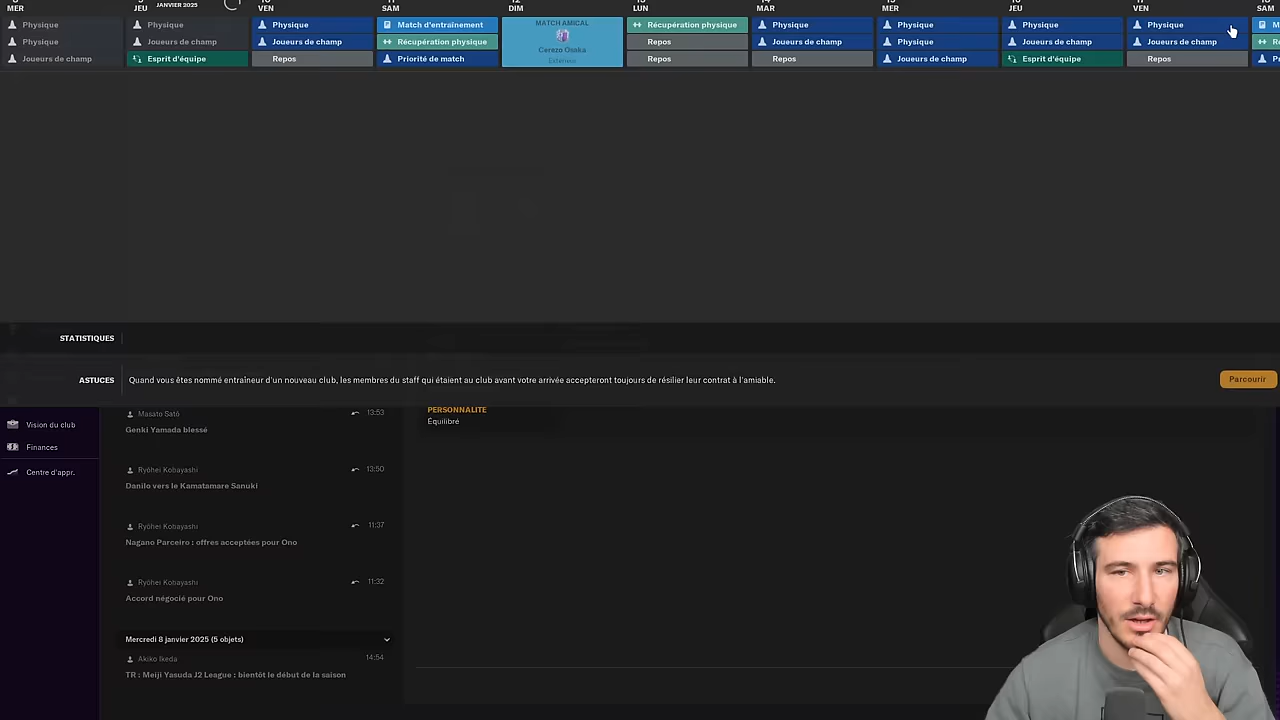 MER
JEU
JANVIER 2025
VEN
SAM
DIM
LUN
MAR
MER
JEU
VEN
SAM
Physique
Physique
Physique
Match d'entraînement
MATCH AMICAL
Récupération physique
Physique
Physique
Physique
Physique
Physique
Joueurs de champ
Joueurs de champ
Récupération physique
Cerezo Osaka
Repos
Joueurs de champ
Physique
Joueurs de champ
Joueurs de champ
Joueurs de champ
Esprit d'équipe
Repos
Priorité de match
Extérieur
Repos
Repos
Joueurs de champ
Esprit d'équipe
Repos
STATISTIQUES
ASTUCES
Quand vous êtes nommé entraîneur d'un nouveau club, les membres du staff qui étaient au club avant votre arrivée accepteront toujours de résilier leur contrat à l'amiable.
Parcourir
Vision du club
Finances
Centre d'appr.
Masato Satō
13:53
Genki Yamada blessé
Ryōhei Kobayashi
13:50
Danilo vers le Kamatamare Sanuki
Ryōhei Kobayashi
11:37
Nagano Parceiro : offres acceptées pour Ono
Ryōhei Kobayashi
11:32
Accord négocié pour Ono
Mercredi 8 janvier 2025 (5 objets)
Akiko Ikeda
14:54
TR : Meiji Yasuda J2 League : bientôt le début de la saison
PERSONNALITÉ
Équilibré